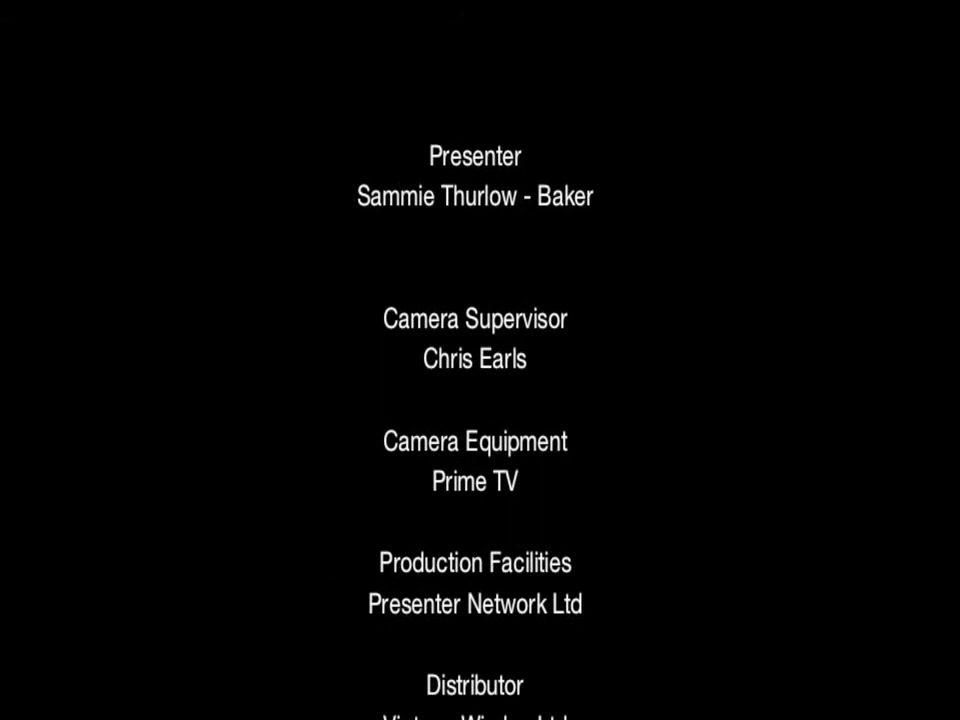 Presenter
Sammie Thurlow - Baker
Camera Supervisor
Chris Earls
Camera Equipment
Prime TV
Production Facilities
Presenter Network Ltd
Distributor